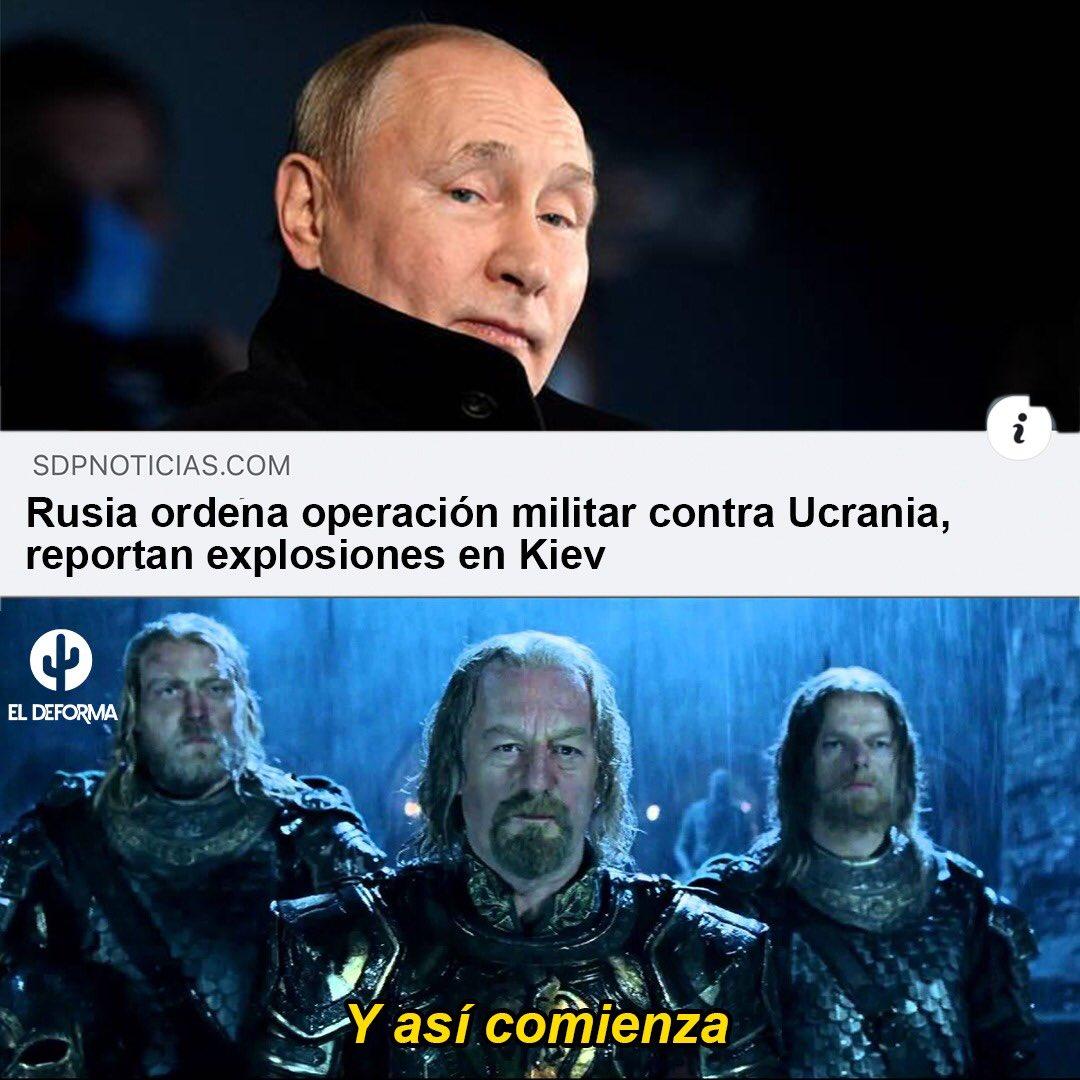 SDPNOTICIAS.COM
Rusia ordena operación militar contra Ucrania,
reportan explosiones en Kiev
EL DEFORMA
Y así comienza